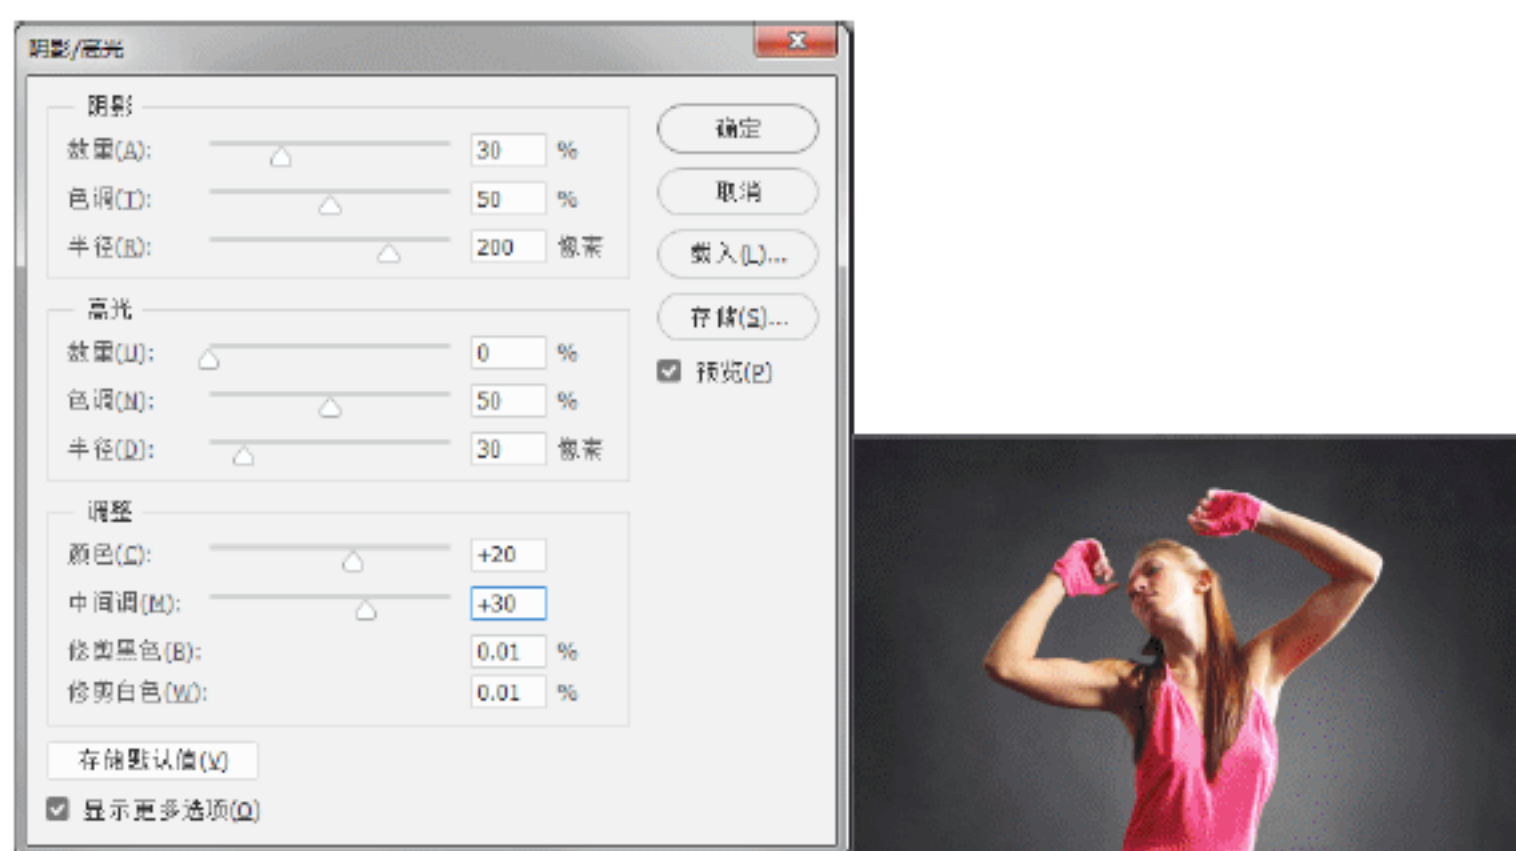 阴影/高光
阴影
数量(A): 30 %
色调(T): 50 %
半径(R): 200 像素
高光
数量(U): 0 %
色调(N): 50 %
半径(D): 30 像素
调整
颜色(C): +20
中间调(M): +30
修剪黑色(B): 0.01 %
修剪白色(W): 0.01 %
存储默认值(V)
显示更多选项(O)
确定
取消
载入(L)...
存储(S)...
预览(P)